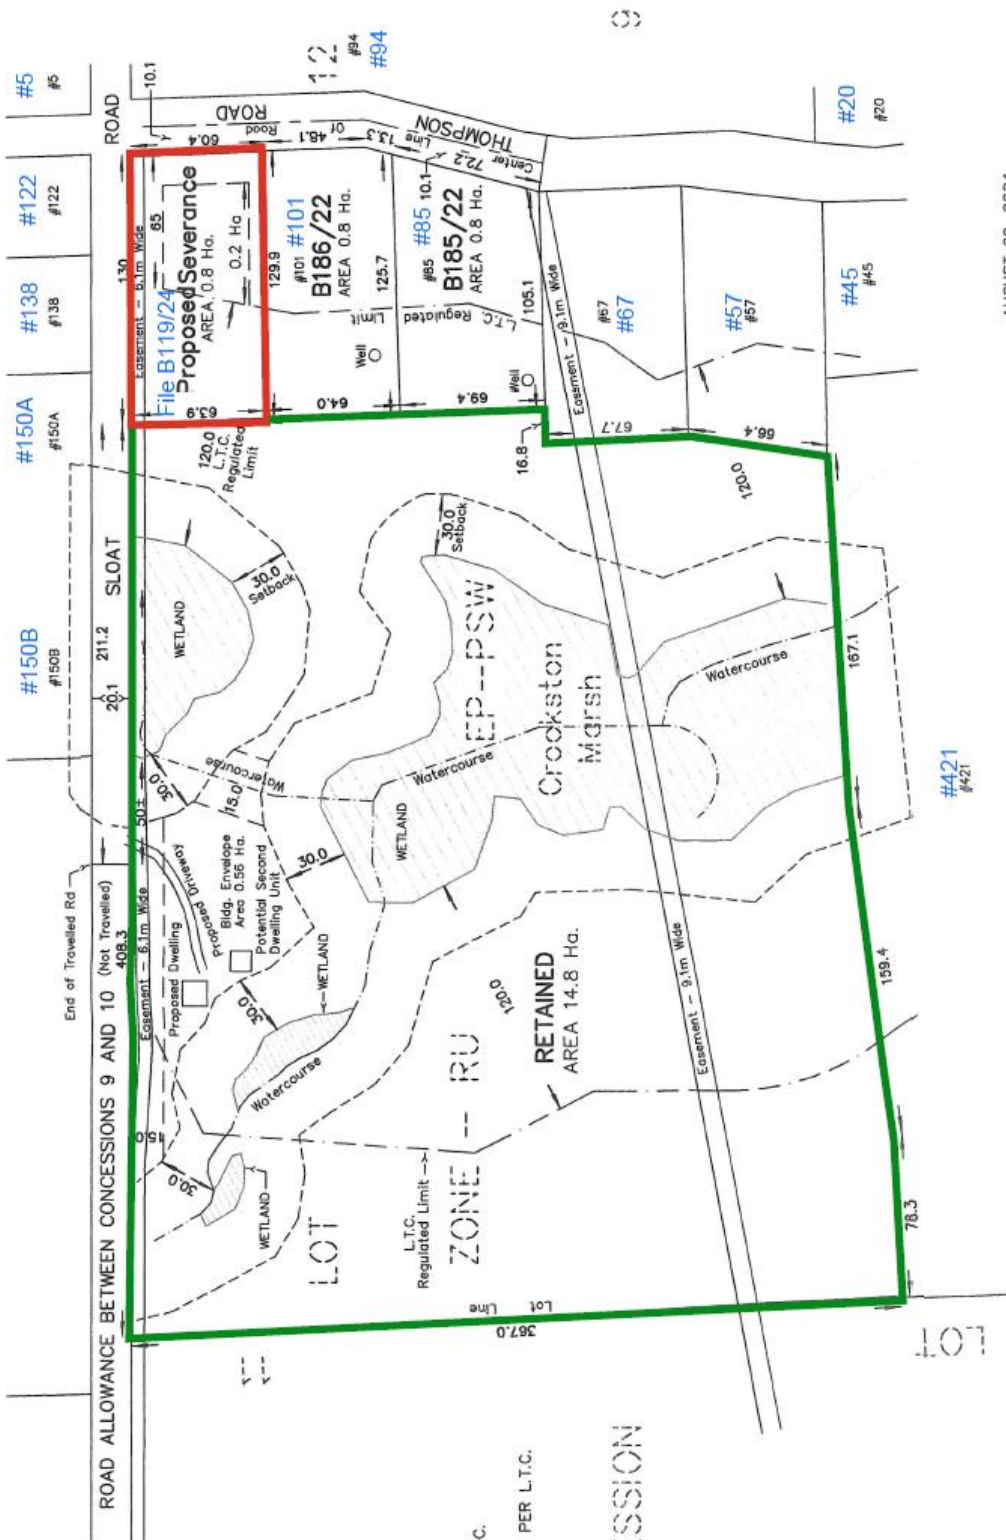 #5
#5
#122
#122
#138
#138
#150A
#150A
#150B
#150B
12
#94
#94
9
#20
#20
ROAD
10.1
ROAD
THOMPSON
60.4
48.1
13.3
72.2
Center Line Of Road
130
Easement - 6.1m Wide
65
File B119/24
Proposed Severance
AREA 0.8 Ha.
0.2 Ha
63.9
129.9
#101
#101
B186/22
AREA 0.8 Ha.
64.0
Well
125.7
#85
#85
10.1
B185/22
AREA 0.8 Ha.
L.T.C. Regulated
Limit
69.4
Well
105.1
#67
#67
#57
#57
#45
#45
Easement - 9.1m Wide
16.8
67.7
66.4
120.0
L.T.C.
Regulated
Limit
SLOAT
211.2
20.1
WETLAND
30.0
Setback
30.0
Setback
EP--PSW
Crookston
Marsh
Watercourse
120.0
167.1
Watercourse
WETLAND
30.0
Watercourse
15.0
30.0
50±
#421
#421
End of Travelled Rd
ROAD ALLOWANCE BETWEEN CONCESSIONS 9 AND 10 (Not Travelled)
408.3
Easement - 6.1m Wide
Proposed Driveway
Proposed Dwelling
Bldg. Envelope
Area 0.56 Ha.
Potential Second
Dwelling Unit
30.0
WETLAND
Watercourse
15.0
30.0
WETLAND
120.0
RETAINED
AREA 14.8 Ha.
Easement - 9.1m Wide
159.4
78.3
ZONE -- RU
L.T.C.
Regulated Limit
LOT
Lot Line
367.0
11
LOT
C.
PER L.T.C.
SSION